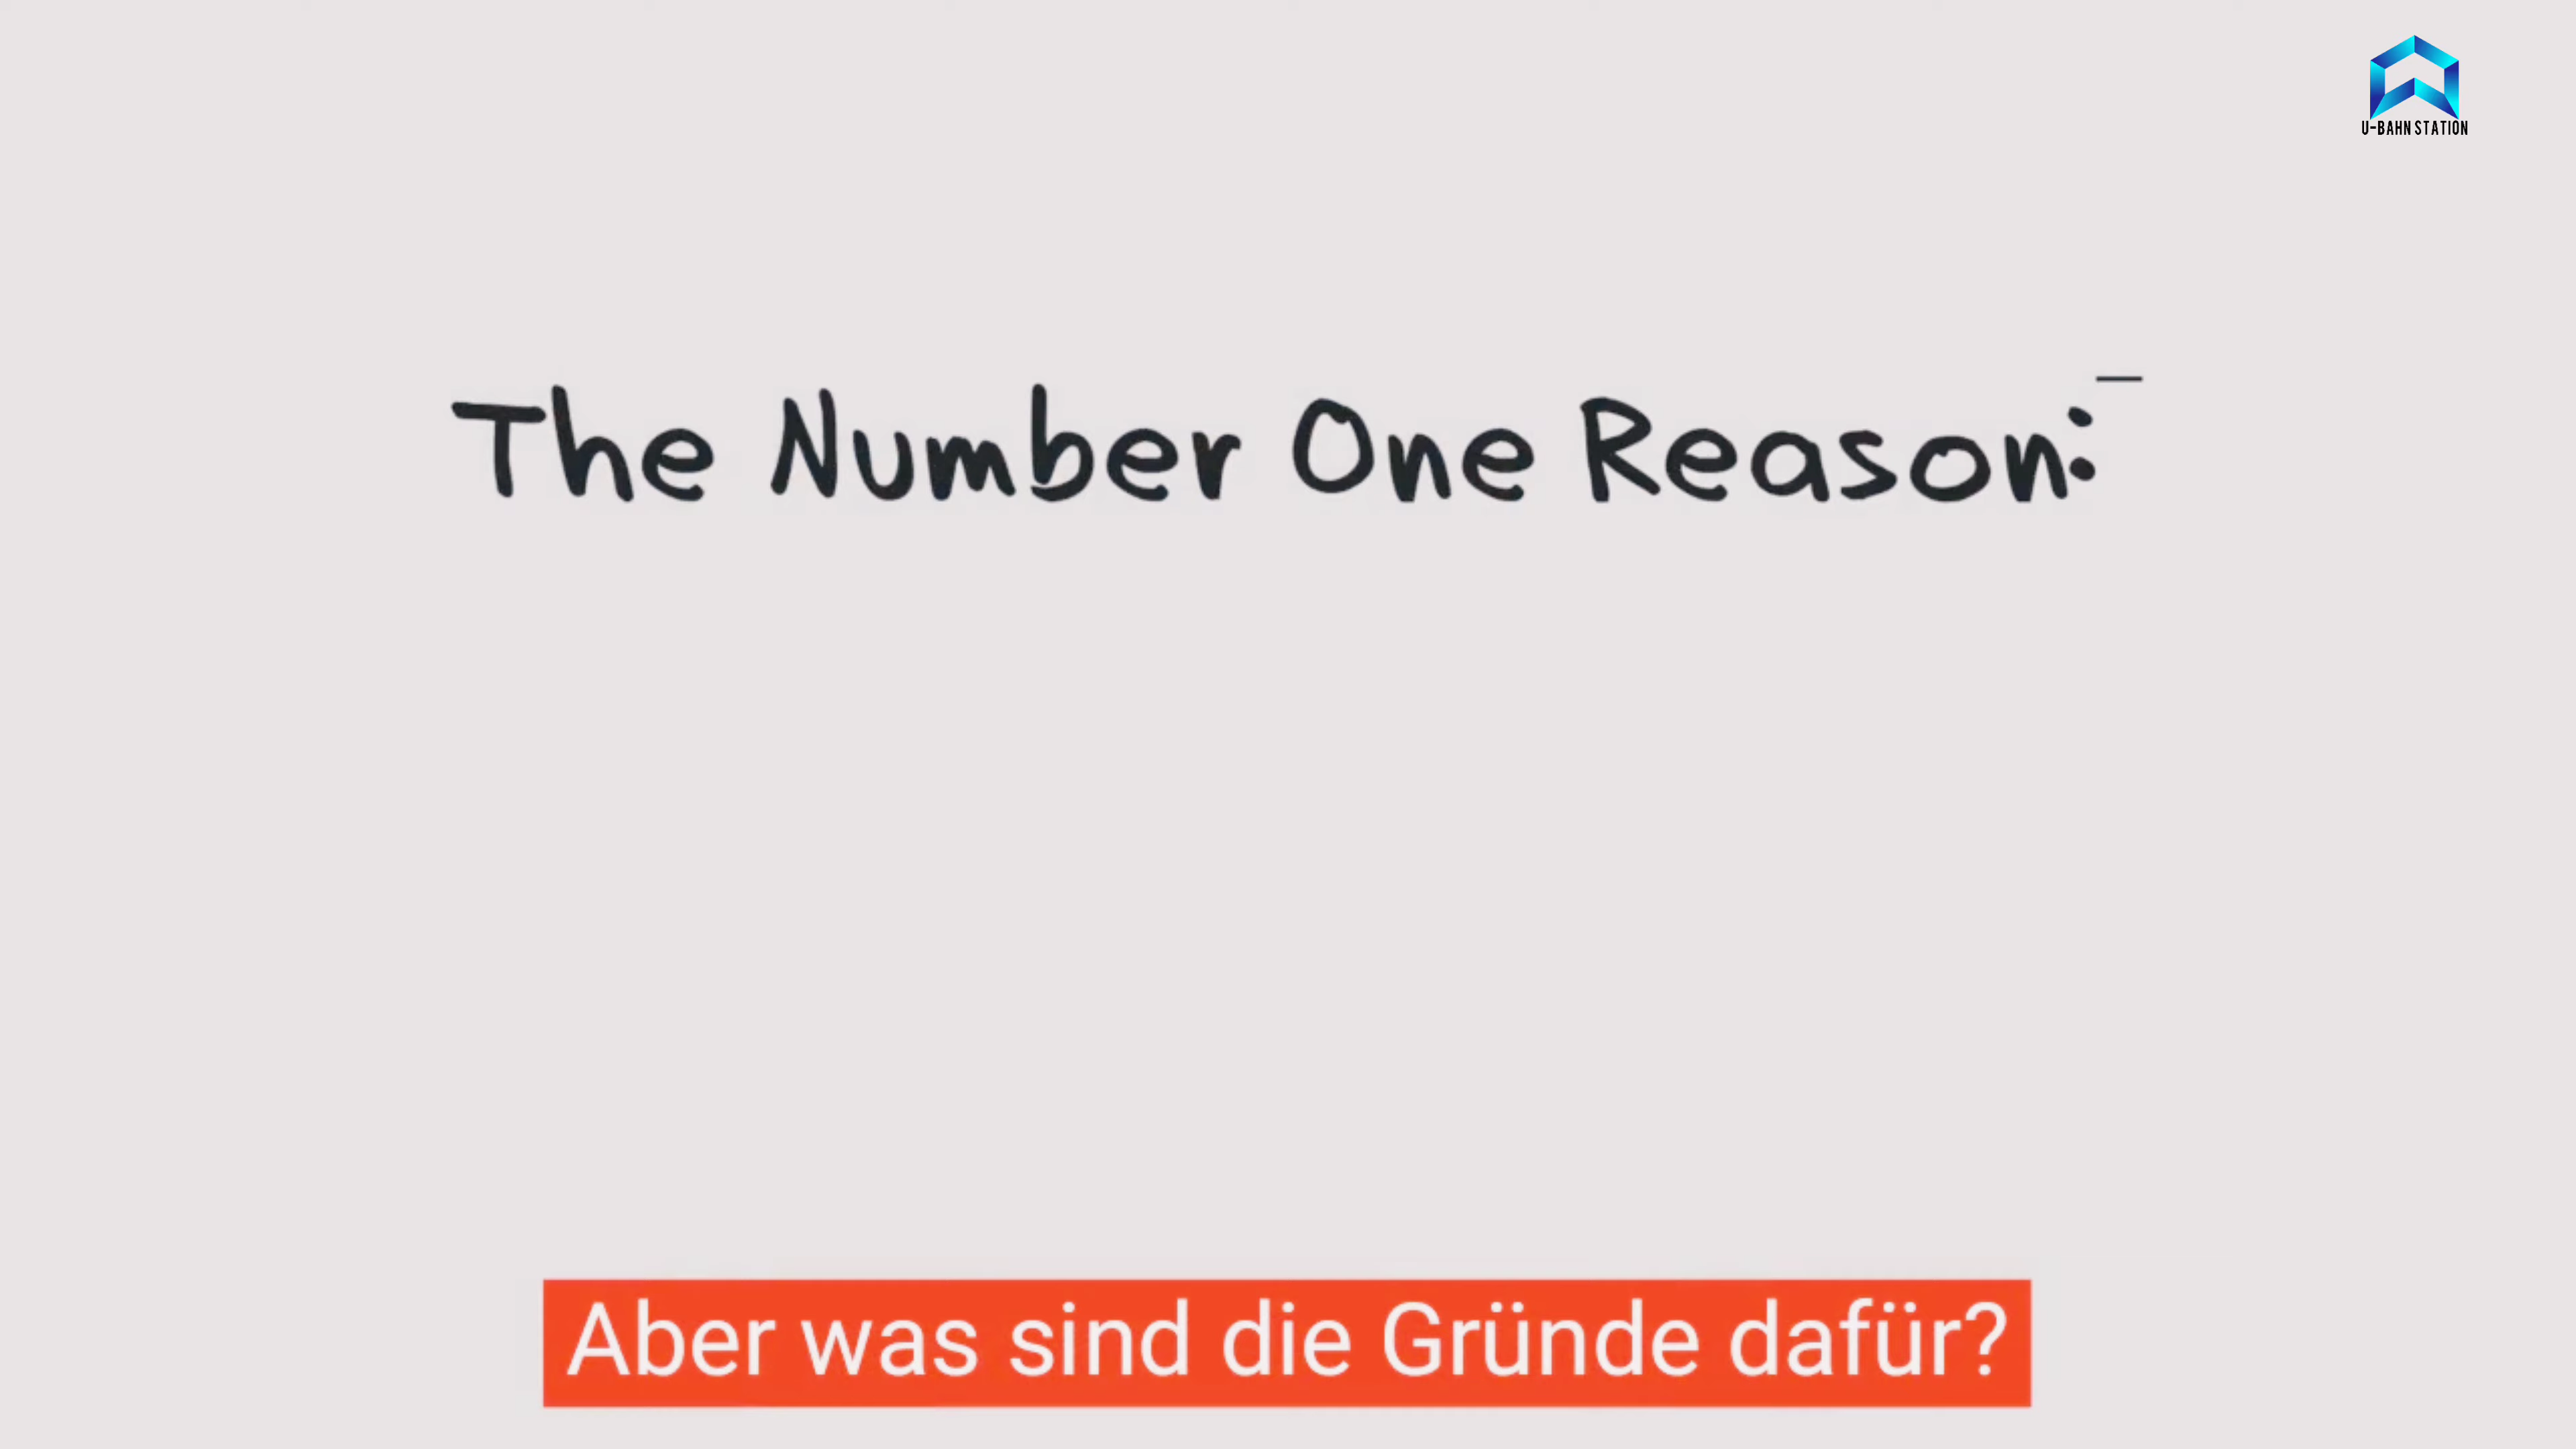 U-BAHN STATION
The Number One Reason:
Aber was sind die Gründe dafür?